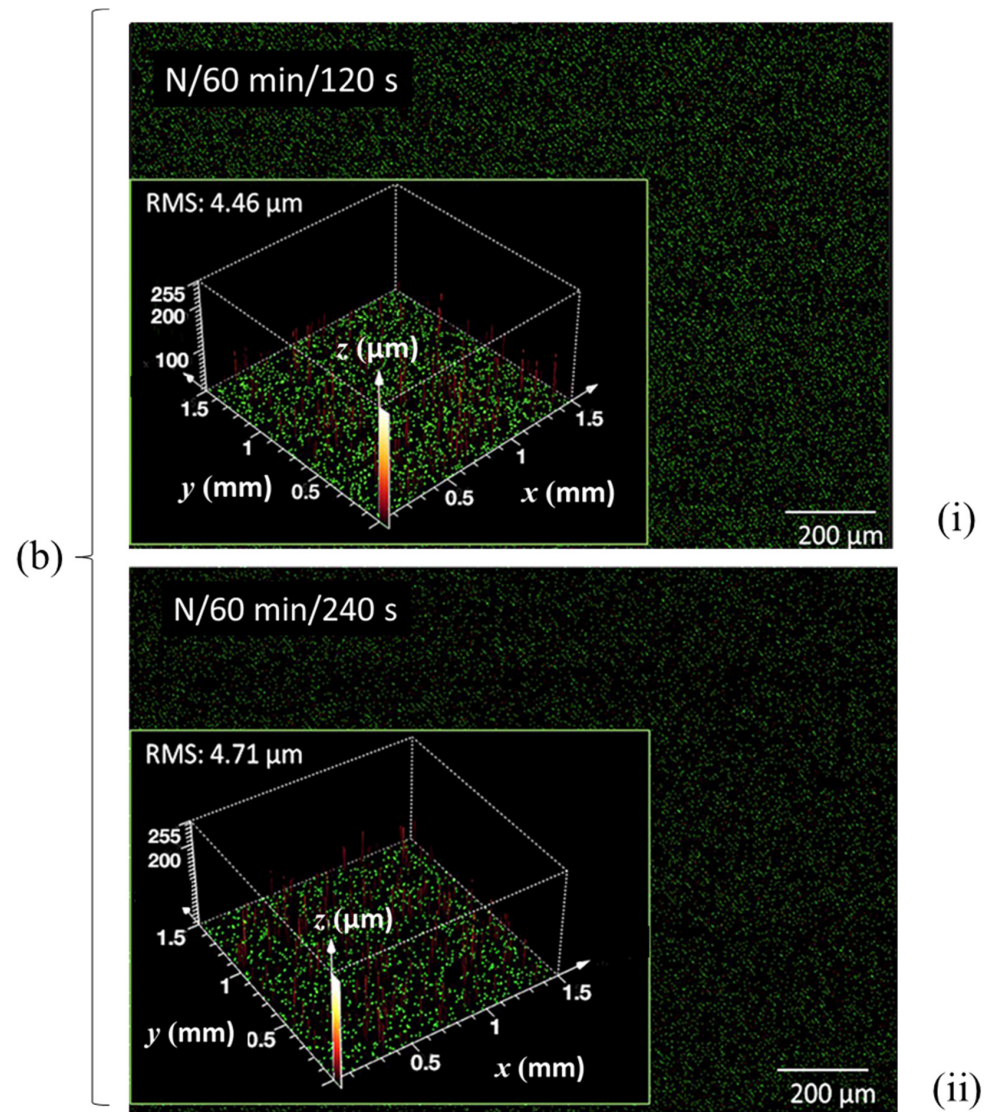 (b)
N/60 min/120 s
RMS: 4.46 µm
255
200
100
z (µm)
1.5
1
0.5
y (mm)
0.5
1
1.5
x (mm)
200 µm
(i)
N/60 min/240 s
RMS: 4.71 µm
255
200
z (µm)
1.5
1
0.5
y (mm)
0.5
1
1.5
x (mm)
200 µm
(ii)